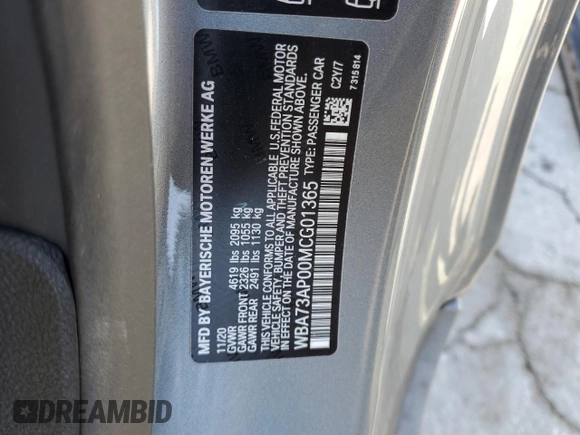 MFD BY BAYERISCHE MOTOREN WERKE AG
11/20
GVWR 4619 lbs 2095 kg
GAWR FRONT 2326 lbs 1055 kg
GAWR REAR 2491 lbs 1130 kg
THIS VEHICLE CONFORMS TO ALL APPLICABLE U.S. FEDERAL MOTOR
VEHICLE SAFETY, BUMPER, AND THEFT PREVENTION STANDARDS
IN EFFECT ON THE DATE OF MANUFACTURE SHOWN ABOVE.
WBA73AP00MCG01365 TYPE: PASSENGER CAR
C2Y/7
7315814
BMW
DREAMBID